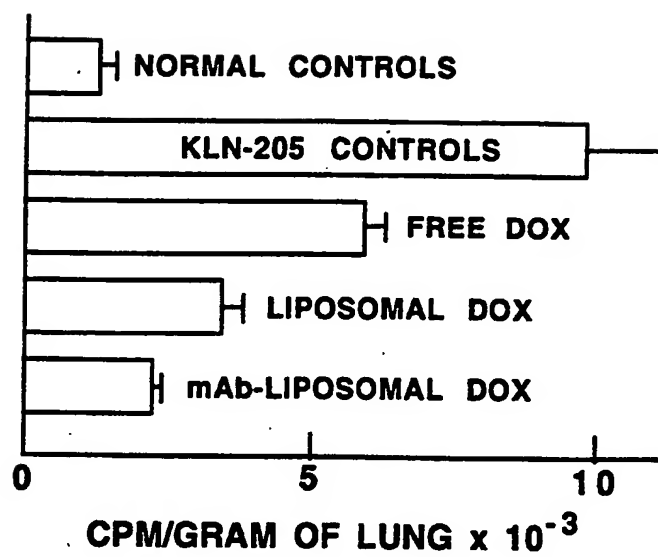 NORMAL CONTROLS
KLN-205 CONTROLS
FREE DOX
LIPOSOMAL DOX
mAb-LIPOSOMAL DOX
0 5 10
CPM/GRAM OF LUNG x 10⁻³